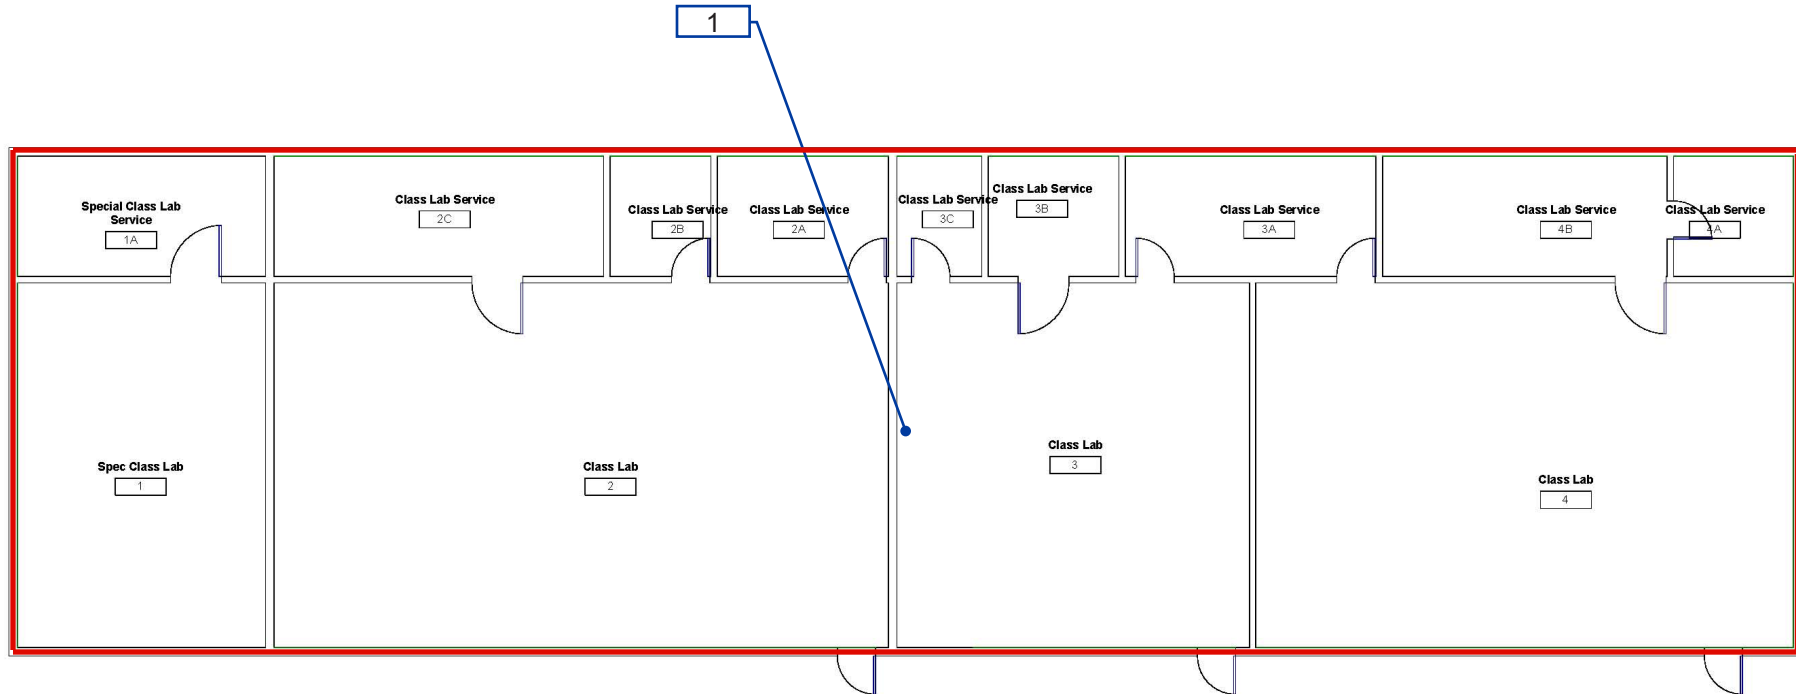 1
Special Class Lab
Service
1A
Class Lab Service
2C
Class Lab Service
2B
Class Lab Service
2A
Class Lab Service
3C
Class Lab Service
3B
Class Lab Service
3A
Class Lab Service
4B
Class Lab Service
4A
Spec Class Lab
1
Class Lab
2
Class Lab
3
Class Lab
4